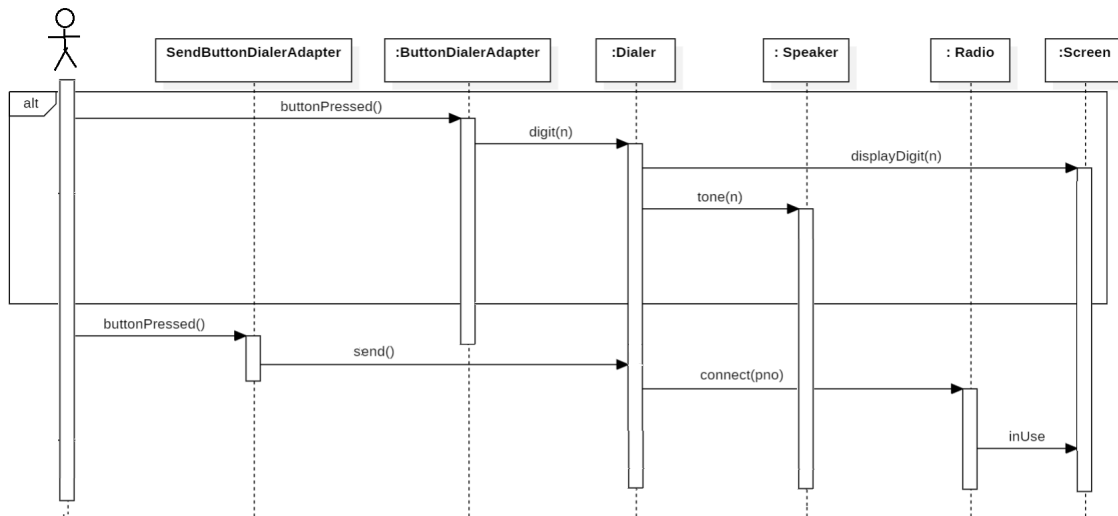 SendButtonDialerAdapter
:ButtonDialerAdapter
:Dialer
: Speaker
: Radio
:Screen
alt
buttonPressed()
digit(n)
displayDigit(n)
tone(n)
buttonPressed()
send()
connect(pno)
inUse